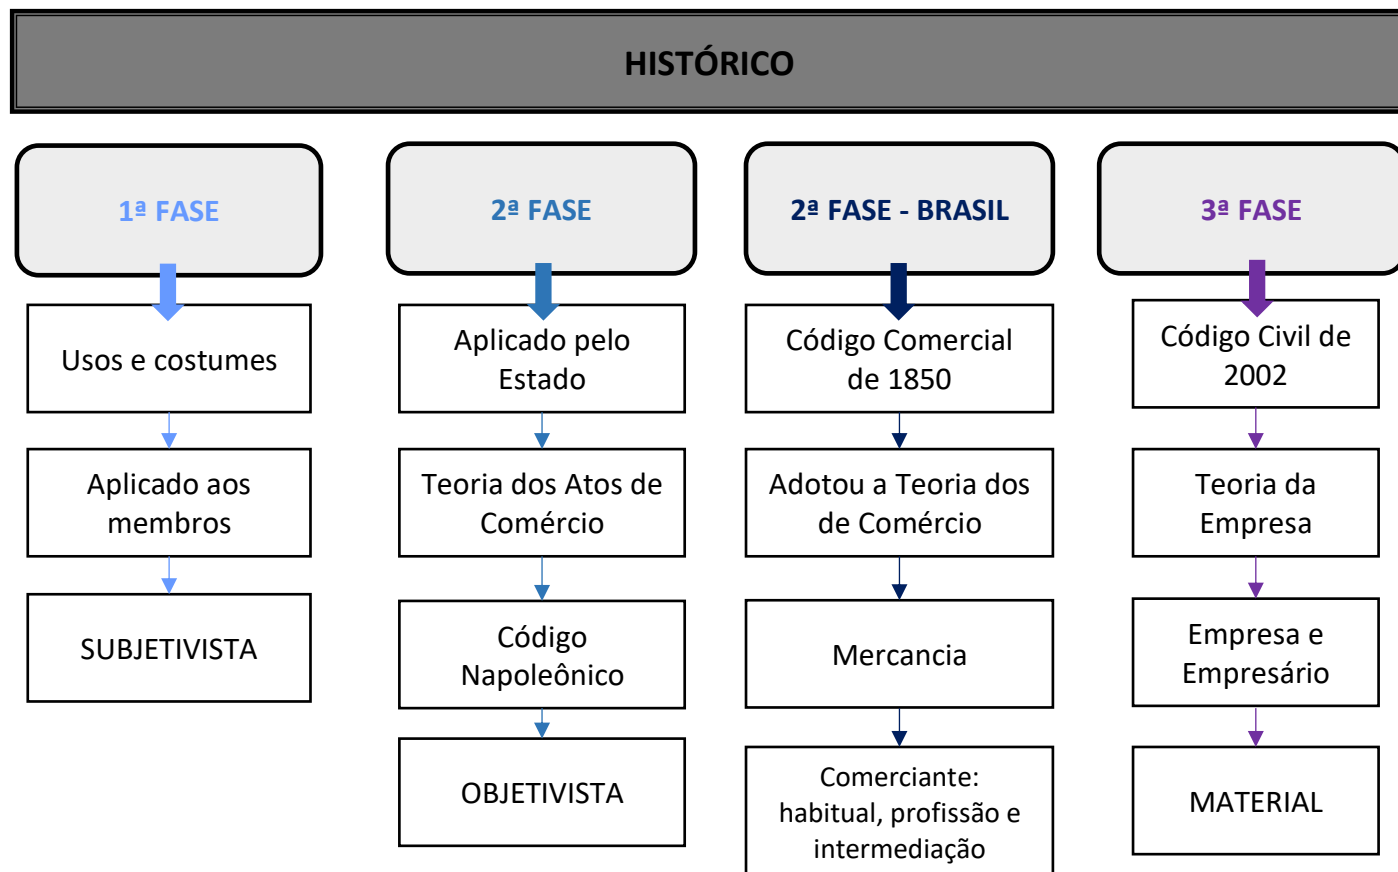 HISTÓRICO
1ª FASE
Usos e costumes
Aplicado aos
membros
SUBJETIVISTA
2ª FASE
Aplicado pelo
Estado
Teoria dos Atos de
Comércio
Código
Napoleônico
OBJETIVISTA
2ª FASE - BRASIL
Código Comercial
de 1850
Adotou a Teoria dos
de Comércio
Mercancia
Comerciante:
habitual, profissão e
intermediação
3ª FASE
Código Civil de
2002
Teoria da
Empresa
Empresa e
Empresário
MATERIAL